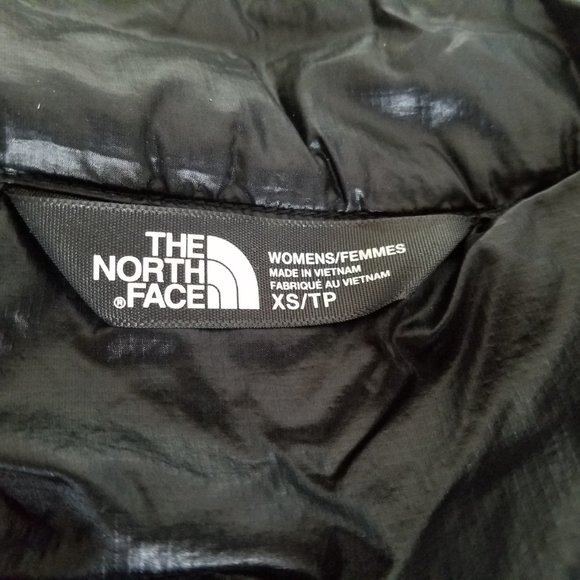 THE
NORTH
FACE®
WOMENS/FEMMES
MADE IN VIETNAM
FABRIQUÉ AU VIETNAM
XS/TP